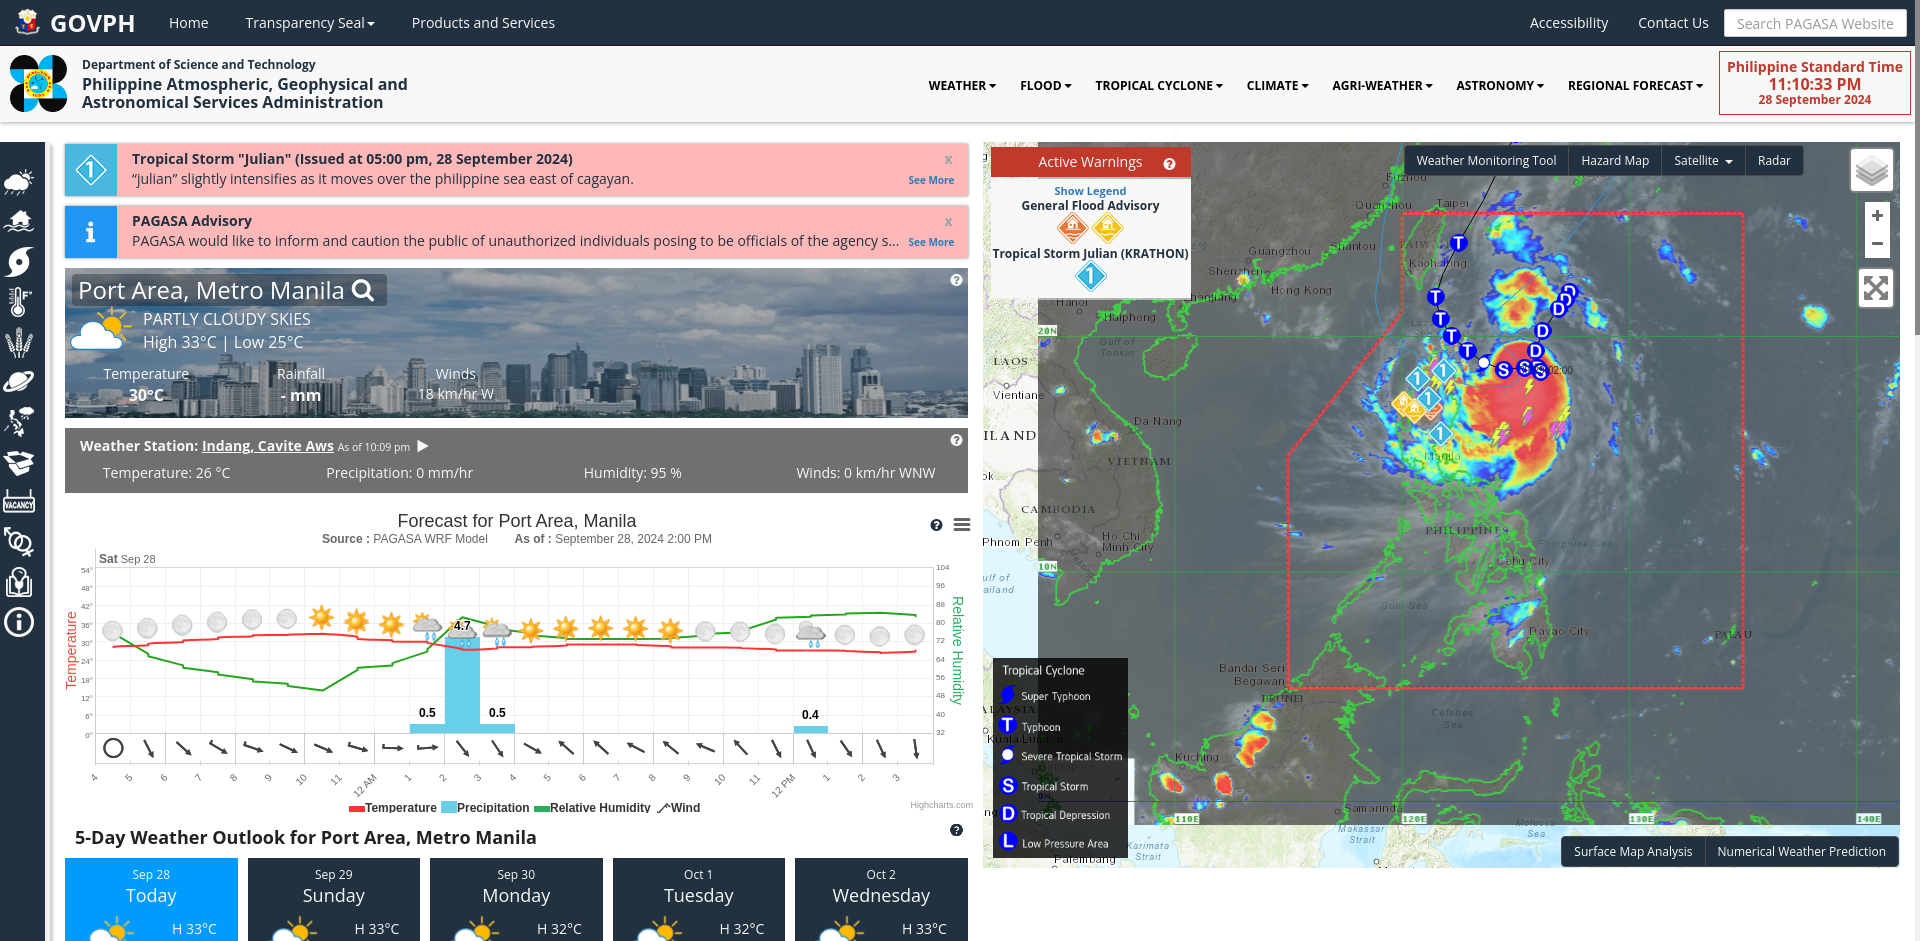 GOVPH
Home
Transparency Seal
Products and Services
Accessibility
Contact Us
Search PAGASA Website
Department of Science and Technology
Philippine Atmospheric, Geophysical and
Astronomical Services Administration
WEATHER
FLOOD
TROPICAL CYCLONE
CLIMATE
AGRI-WEATHER
ASTRONOMY
REGIONAL FORECAST
Philippine Standard Time
11:10:33 PM
28 September 2024
VACANCY
1
Tropical Storm "Julian" (Issued at 05:00 pm, 28 September 2024)
x
“julian” slightly intensifies as it moves over the philippine sea east of cagayan.
See More
PAGASA Advisory
x
PAGASA would like to inform and caution the public of unauthorized individuals posing to be officials of the agency s...
See More
Port Area, Metro Manila
PARTLY CLOUDY SKIES
High 33°C | Low 25°C
Temperature
Rainfall
Winds
30°C
- mm
18 km/hr W
Weather Station: Indang, Cavite Aws As of 10:09 pm
Temperature: 26 °C
Precipitation: 0 mm/hr
Humidity: 95 %
Winds: 0 km/hr WNW
Forecast for Port Area, Manila
Source : PAGASA WRF Model As of : September 28, 2024 2:00 PM
Sat Sep 28
54°
48°
42°
36°
30°
24°
18°
12°
6°
0°
Temperature
104
96
88
80
72
64
56
48
40
32
Relative Humidity
0.5
4.7
0.5
0.4
4
5
6
7
8
9
10
11
12 AM
1
2
3
4
5
6
7
8
9
10
11
12 PM
1
2
3
Temperature
Precipitation
Relative Humidity
Wind
Highcharts.com
5-Day Weather Outlook for Port Area, Metro Manila
Sep 28
Today
H 33°C
Sep 29
Sunday
H 33°C
Sep 30
Monday
H 32°C
Oct 1
Tuesday
H 32°C
Oct 2
Wednesday
H 33°C
Active Warnings
Show Legend
General Flood Advisory
Tropical Storm Julian (KRATHON)
1
Weather Monitoring Tool
Hazard Map
Satellite
Radar
+
−
Fuzhou
Quanzhou
Taipei
TAIWAN
Kaohsiung
Guangzhou
Shantou
Shenzhen
Hong Kong
Zhanjiang
Hanoi
Haiphong
20N
Gulf of
Tonkin
LAOS
Vientiane
Da Nang
ILAND
VIETNAM
Manila
CAMBODIA
Phnom Penh
Ho Chi
Minh City
PHILIPPINES
Philippine Sea
Cebu City
10N
ulf of
ailand
Sulu Sea
Davao City
PALAU
Bandar Seri
Begawan
BRUNEI
Celebes
Sea
Kuching
Samarinda
110E
120E
130E
140E
Makassar
Strait
Molucca
Sea
Karimata
Strait
Palembang
Tropical Cyclone
Super Typhoon
T Typhoon
Severe Tropical Storm
S Tropical Storm
D Tropical Depression
L Low Pressure Area
Surface Map Analysis
Numerical Weather Prediction